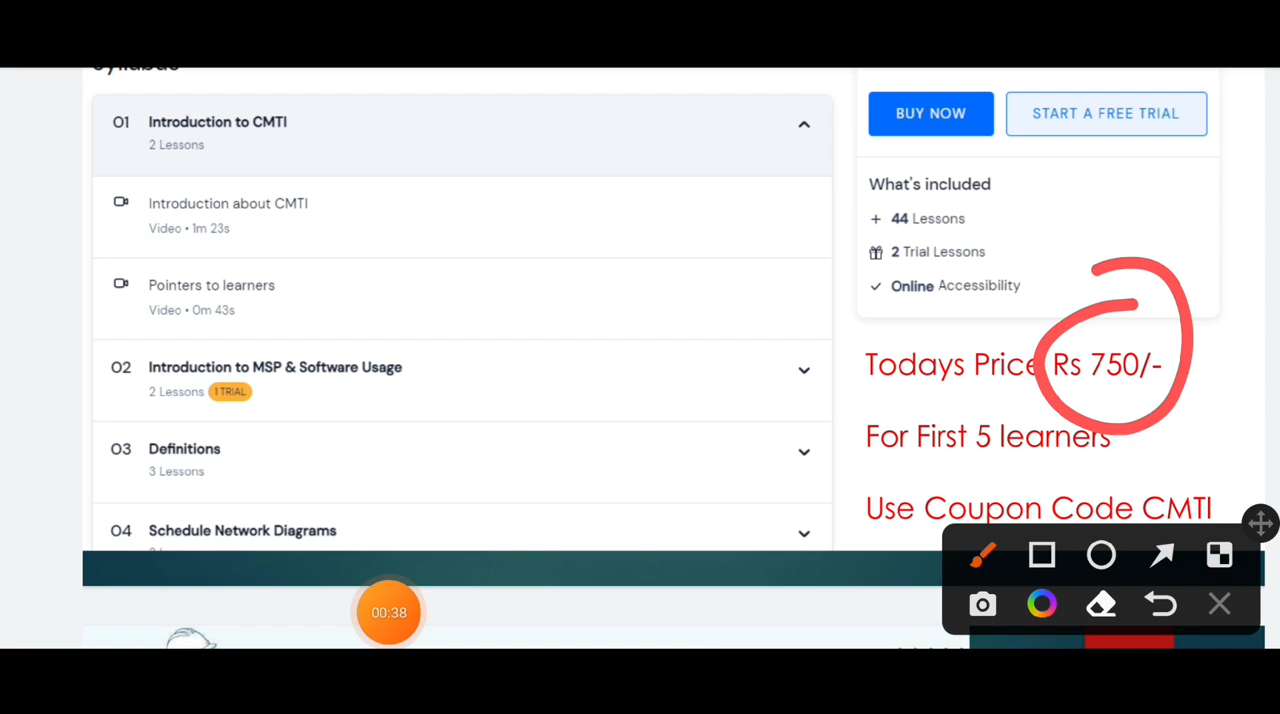 Syllabus
01 Introduction to CMTI
2 Lessons
Introduction about CMTI
Video • 1m 23s
Pointers to learners
Video • 0m 43s
02 Introduction to MSP & Software Usage
2 Lessons 1 TRIAL
03 Definitions
3 Lessons
04 Schedule Network Diagrams
BUY NOW
START A FREE TRIAL
What's included
44 Lessons
2 Trial Lessons
Online Accessibility
Todays Price Rs 750/-
For First 5 learners
Use Coupon Code CMTI
00:38